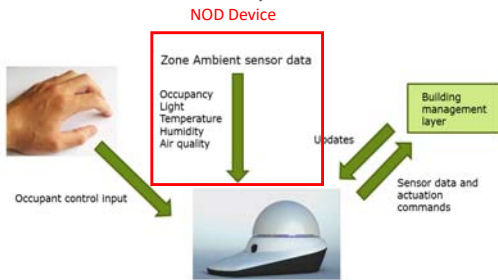 NOD Device
Zone Ambient sensor data
Occupancy
Light
Temperature
Humidity
Air quality
Building
management
layer
Updates
Occupant control input
Sensor data and
actuation
commands